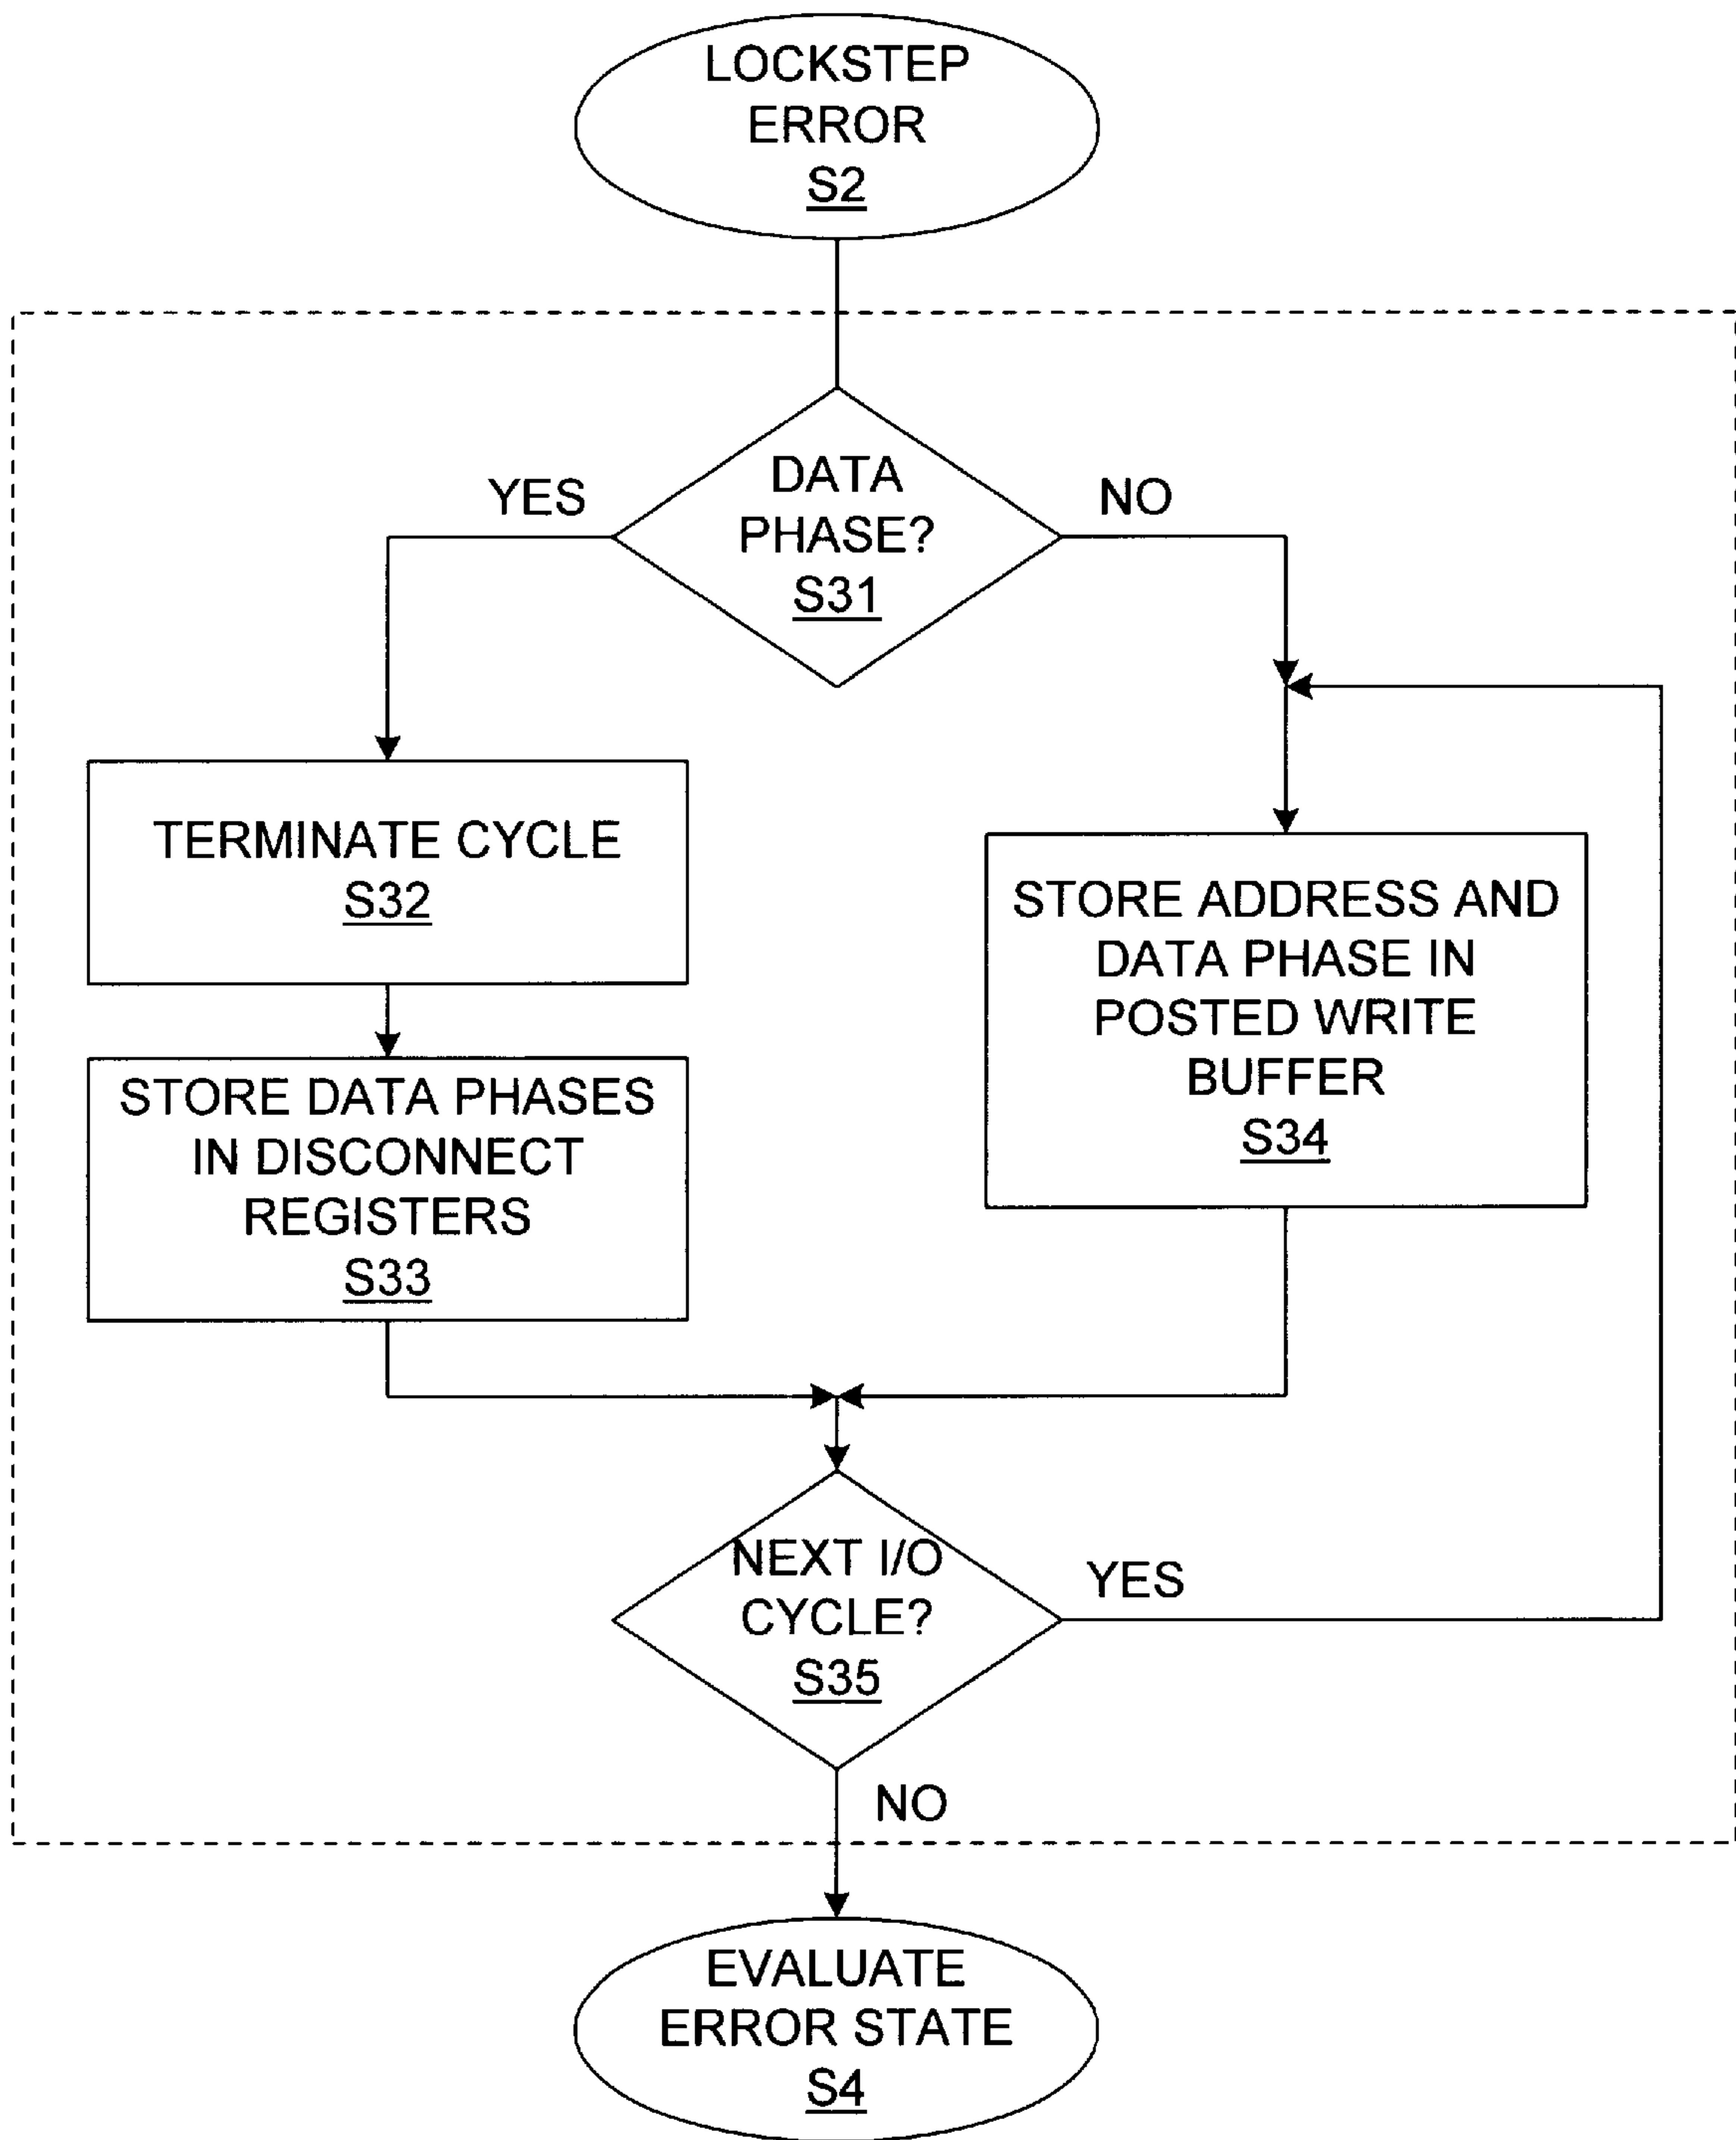 LOCKSTEP
ERROR
S2
DATA
PHASE?
S31
YES
NO
TERMINATE CYCLE
S32
STORE DATA PHASES
IN DISCONNECT
REGISTERS
S33
STORE ADDRESS AND
DATA PHASE IN
POSTED WRITE
BUFFER
S34
NEXT I/O
CYCLE?
S35
YES
NO
EVALUATE
ERROR STATE
S4